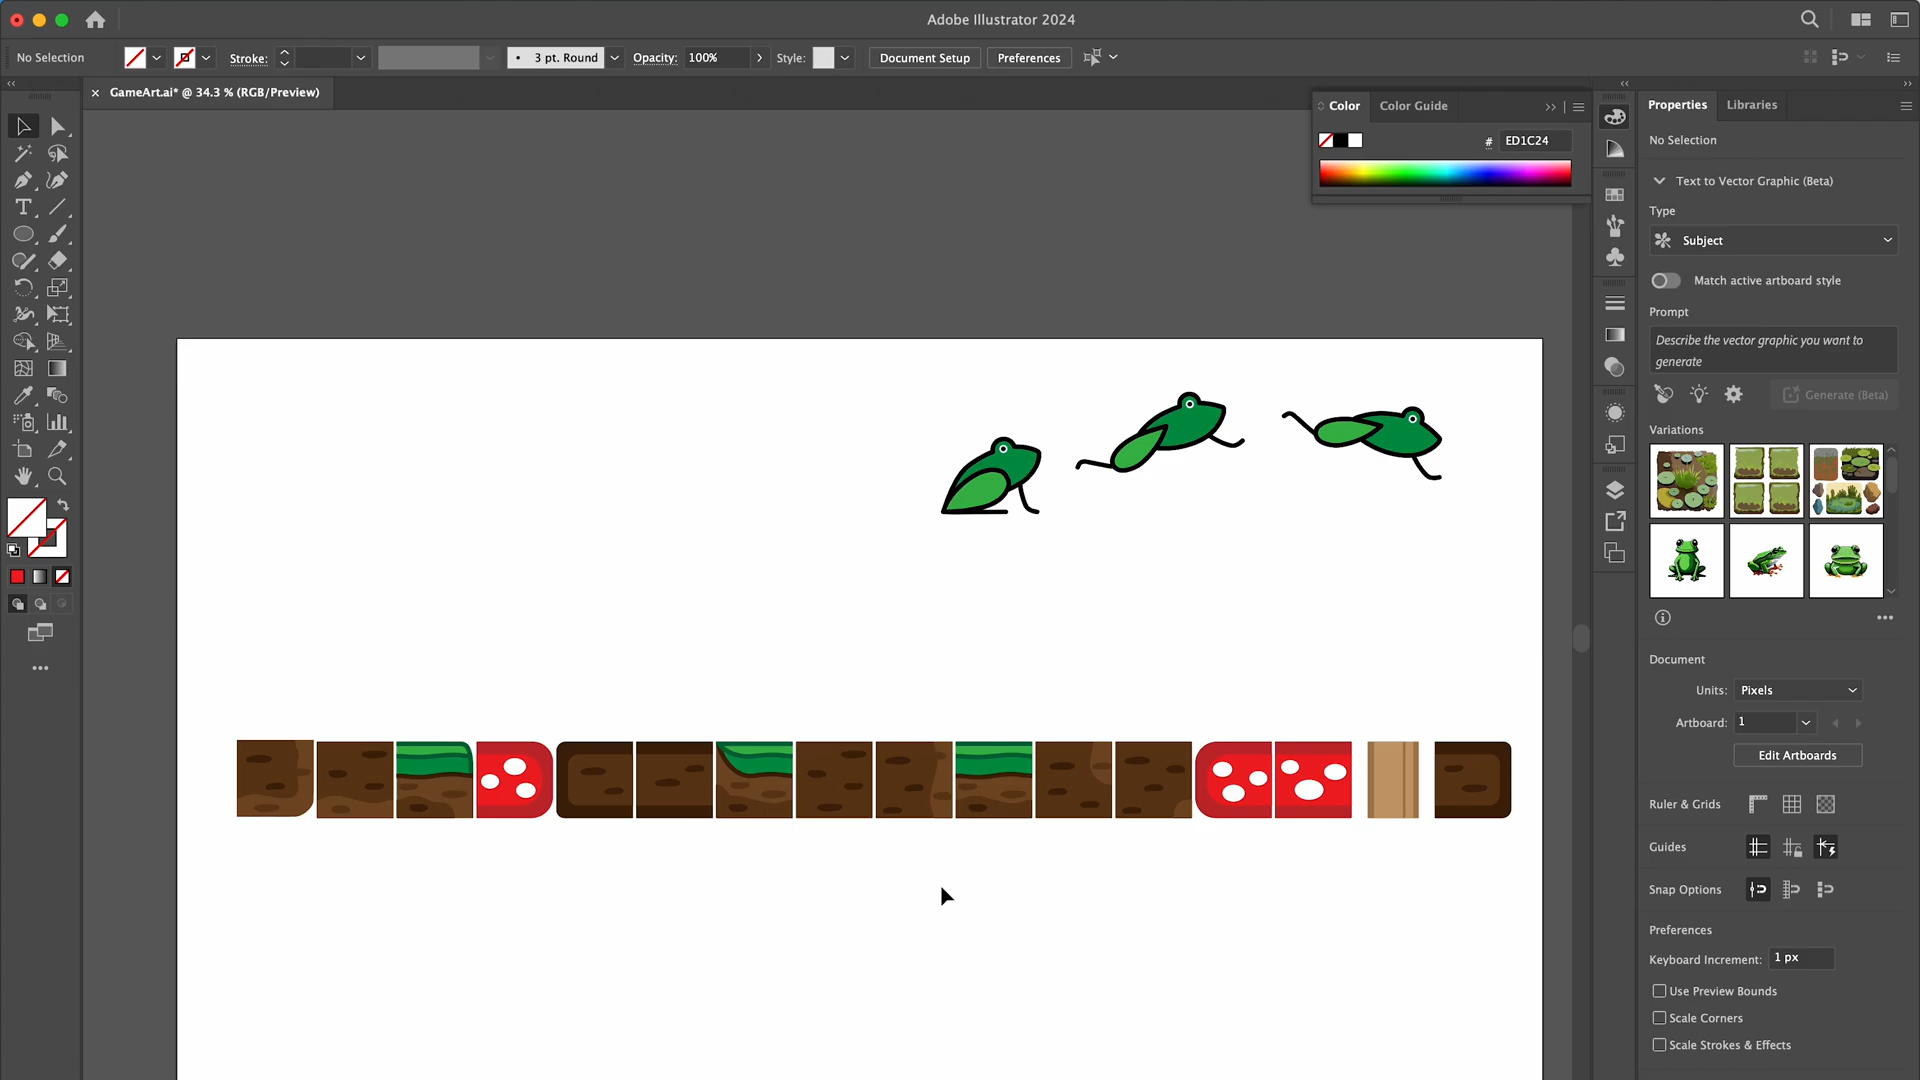 Adobe Illustrator 2024
No Selection
Stroke:
3 pt. Round
Opacity:
100%
Style:
Document Setup
Preferences
GameArt.ai* @ 34.3 % (RGB/Preview)
Color
Color Guide
# ED1C24
Properties
Libraries
No Selection
Text to Vector Graphic (Beta)
Type
Subject
Match active artboard style
Prompt
Describe the vector graphic you want to
generate
Generate (Beta)
Variations
Document
Units: Pixels
Artboard: 1
Edit Artboards
Ruler & Grids
Guides
Snap Options
Preferences
Keyboard Increment: 1 px
Use Preview Bounds
Scale Corners
Scale Strokes & Effects